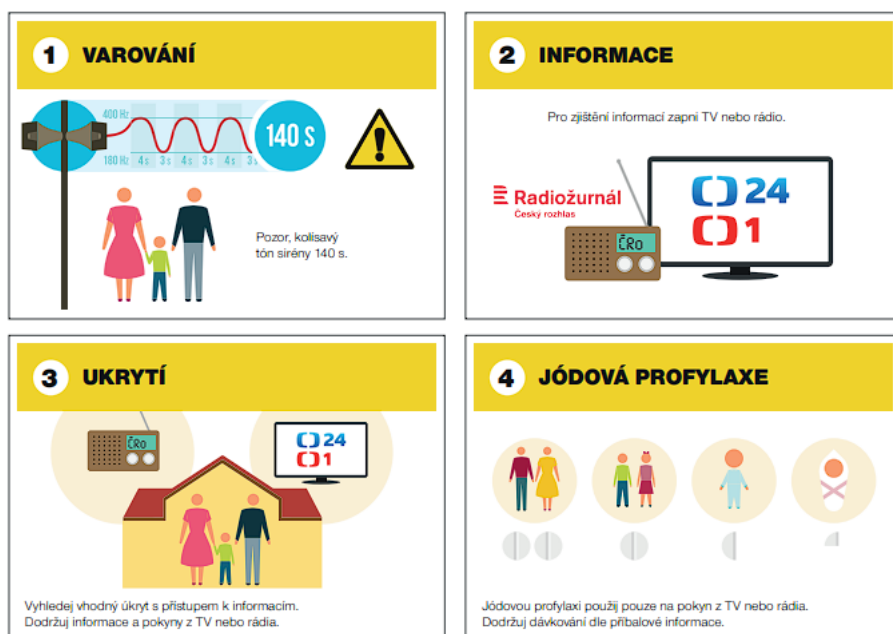 1 VAROVÁNÍ
400 Hz
180 Hz 4 s 3 s 4 s 3 s 4 s 3 s
140 S
Pozor, kolísavý
tón sirény 140 s.
2 INFORMACE
Pro zjištění informací zapni TV nebo rádio.
Radiožurnál
Český rozhlas
ČRo
24
1
3 UKRYTÍ
ČRo
24
1
Vyhledej vhodný úkryt s přístupem k informacím.
Dodržuj informace a pokyny z TV nebo rádia.
4 JÓDOVÁ PROFYLAXE
Jódovou profylaxi použij pouze na pokyn z TV nebo rádia.
Dodržuj dávkování dle příbalové informace.